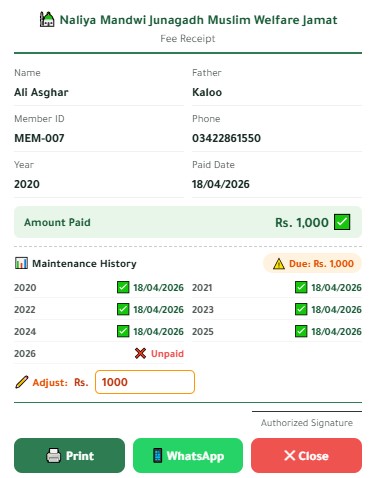 Naliya Mandwi Junagadh Muslim Welfare Jamat
Fee Receipt
Name Father
Ali Asghar Kaloo
Member ID Phone
MEM-007 03422861550
Year Paid Date
2020 18/04/2026
Amount Paid Rs. 1,000 ✅
📊 Maintenance History ⚠️ Due: Rs. 1,000
2020 ✅ 18/04/2026 2021 ✅ 18/04/2026
2022 ✅ 18/04/2026 2023 ✅ 18/04/2026
2024 ✅ 18/04/2026 2025 ✅ 18/04/2026
2026 ❌ Unpaid
✏️ Adjust: Rs. 1000
Authorized Signature
🖨️ Print 📱 WhatsApp ✕ Close